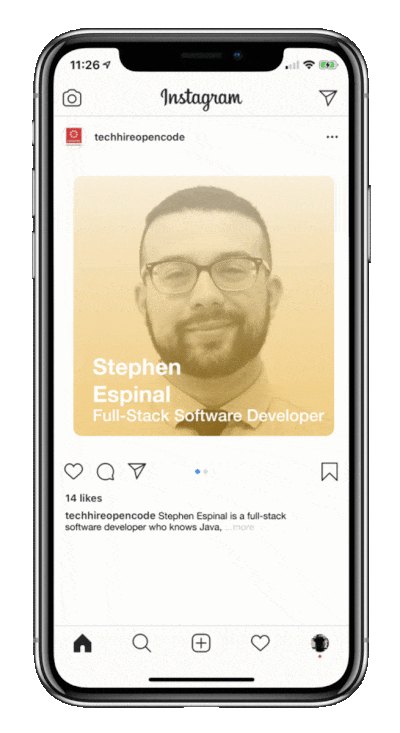 11:26
Instagram
techhireopencode
Stephen
Espinal
Full-Stack Software Developer
14 likes
techhireopencode Stephen Espinal is a full-stack
software developer who knows Java, ...more